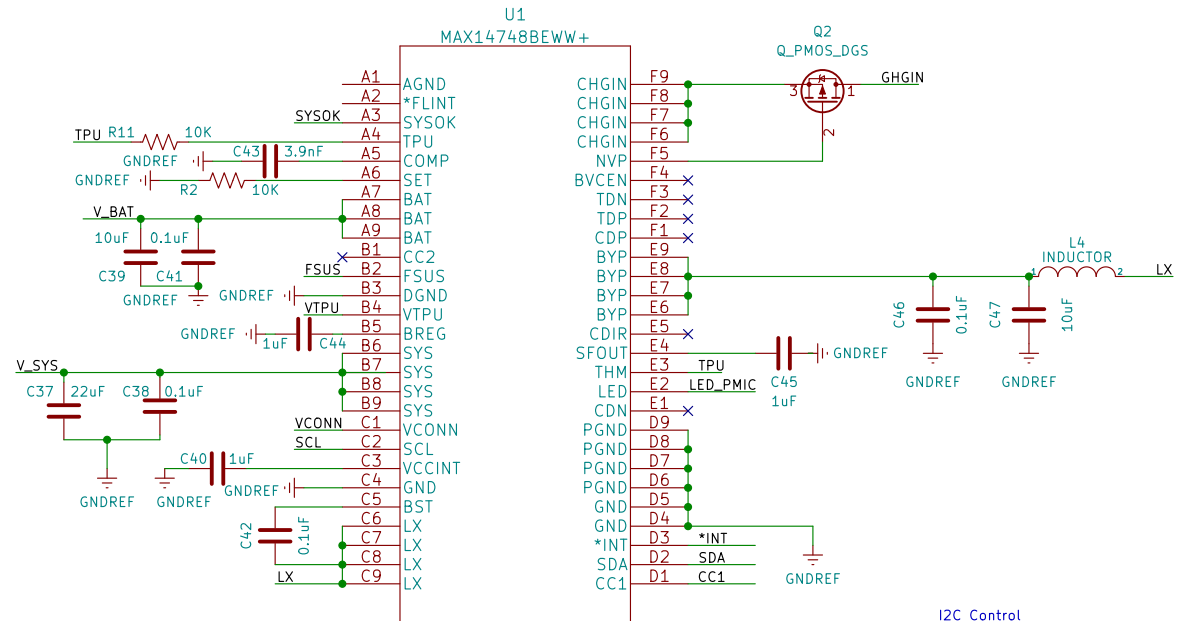 U1
MAX14748BEWW+
Q2
Q_PMOS_DGS
A1 AGND CHGIN F9 3 1 GHGIN
A2 *FLINT CHGIN F8
SYSOK A3 SYSOK CHGIN F7
TPU R11 10K A4 TPU CHGIN F6 2
GNDREF C43 3.9nF A5 COMP NVP F5
GNDREF R2 10K A6 SET BVCEN F4
A7 BAT TDN F3
V_BAT A8 BAT TDP F2
10uF 0.1uF A9 BAT CDP F1
B1 CC2 BYP E9 L4
INDUCTOR
C39 C41 FSUS B2 FSUS BYP E8 1 2 LX
GNDREF GNDREF B3 DGND BYP E7
VTPU B4 VTPU BYP E6 C46 0.1uF C47 10uF
GNDREF 1uF C44 B5 BREG CDIR E5
B6 SYS SFOUT E4 GNDREF
V_SYS B7 SYS THM E3 TPU
C37 22uF C38 0.1uF B8 SYS LED E2 LED_PMIC C45 1uF GNDREF GNDREF
B9 SYS CDN E1
VCONN C1 VCONN PGND D9
SCL C2 SCL PGND D8
C40 1uF C3 VCCINT PGND D7
GNDREF C4 GND PGND D6
GNDREF GNDREF
C5 BST GND D5
C42 0.1uF C6 LX GND D4
C7 LX *INT D3 *INT
C8 LX SDA D2 SDA
LX C9 LX CC1 D1 CC1 GNDREF
I2C Control